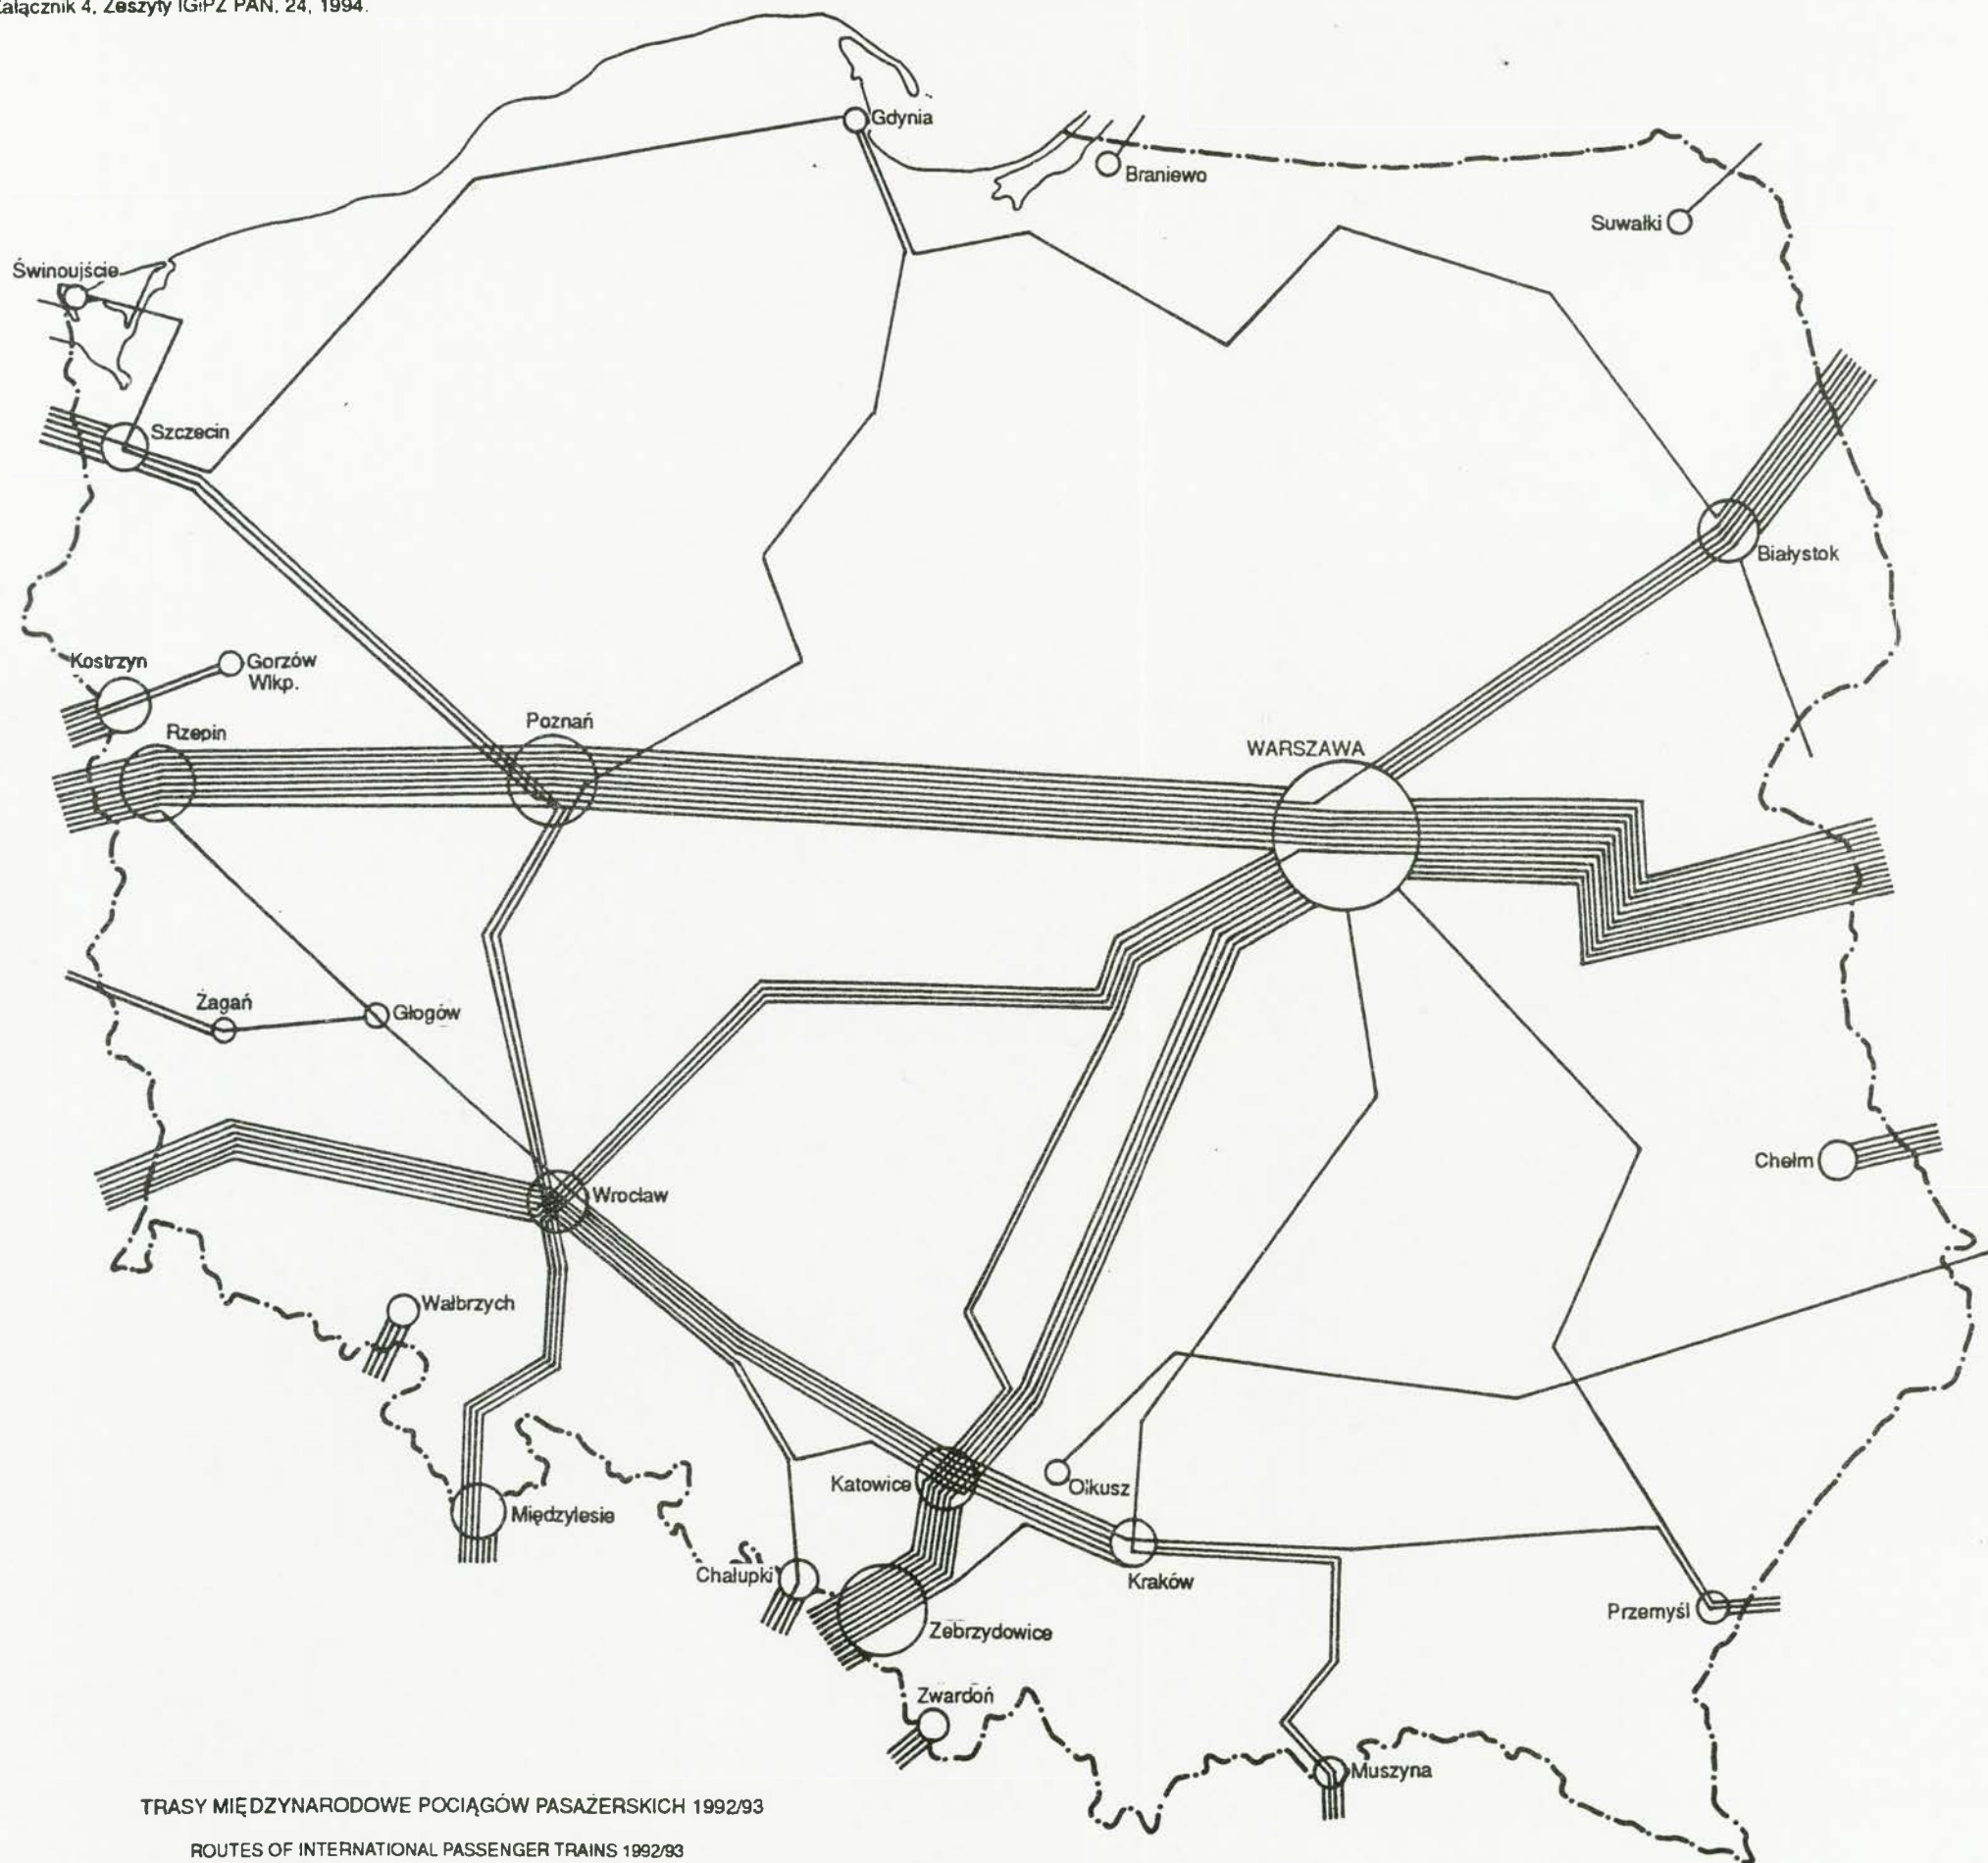 Załącznik 4, Zeszyty IGiPZ PAN, 24, 1994.
Gdynia
Braniewo
Suwałki
Świnoujście
Szczecin
Białystok
Kostrzyn
Gorzów
Wlkp.
Rzepin
Poznań
WARSZAWA
Żagań
Głogów
Chełm
Wrocław
Wałbrzych
Katowice
Olkusz
Międzylesie
Chałupki
Kraków
Przemyśl
Zebrzydowice
Zwardoń
Muszyna
TRASY MIĘDZYNARODOWE POCIĄGÓW PASAŻERSKICH 1992/93
ROUTES OF INTERNATIONAL PASSENGER TRAINS 1992/93